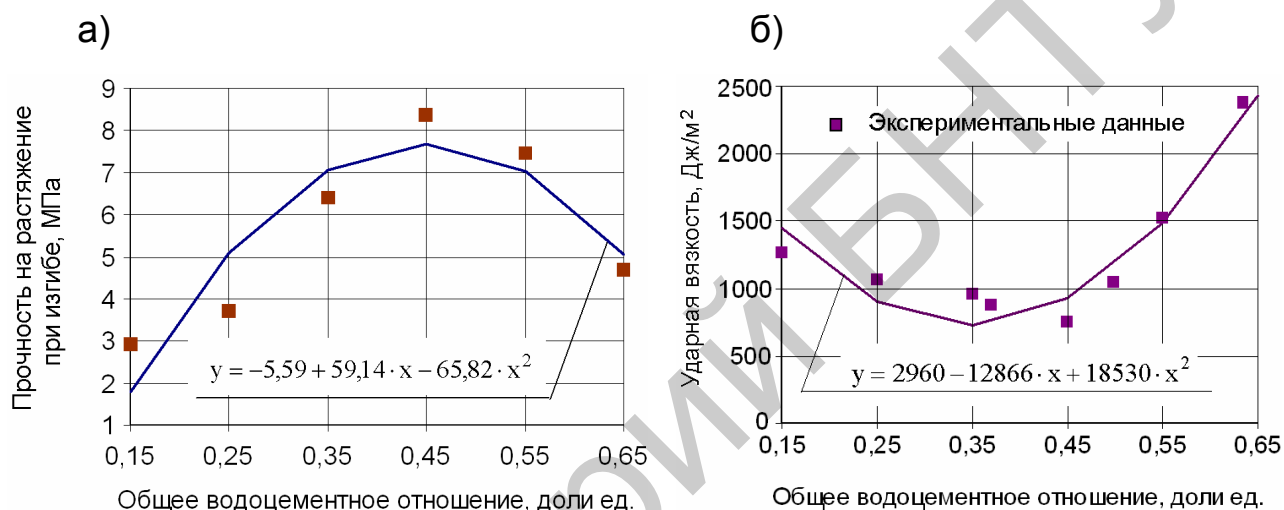 а)
б)
Прочность на растяжение
при изгибе, МПа
9
8
7
6
5
4
3
2
1
y = −5,59 + 59,14 · x − 65,82 · x²
0,15 0,25 0,35 0,45 0,55 0,65
Общее водоцементное отношение, доли ед.
Ударная вязкость, Дж/м²
2500
2000
1500
1000
500
0
Экспериментальные данные
y = 2960 − 12866 · x + 18530 · x²
0,15 0,25 0,35 0,45 0,55 0,65
Общее водоцементное отношение, доли ед.
БНТУ